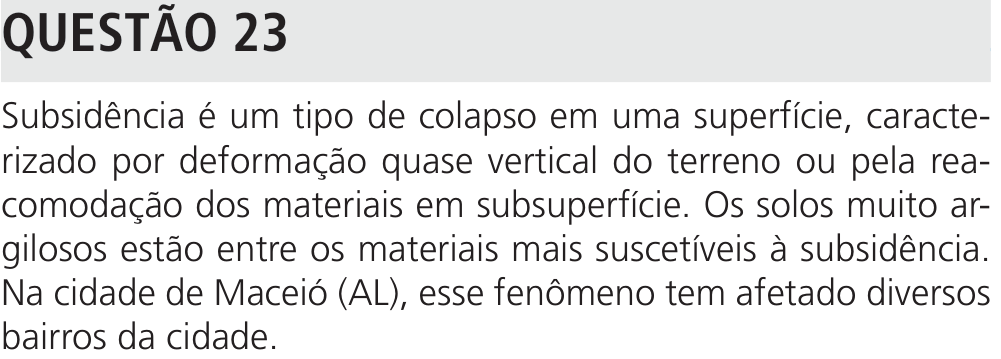 QUESTÃO 23
Subsidência é um tipo de colapso em uma superfície, caracte-
rizado por deformação quase vertical do terreno ou pela rea-
comodação dos materiais em subsuperfície. Os solos muito ar-
gilosos estão entre os materiais mais suscetíveis à subsidência.
Na cidade de Maceió (AL), esse fenômeno tem afetado diversos
bairros da cidade.